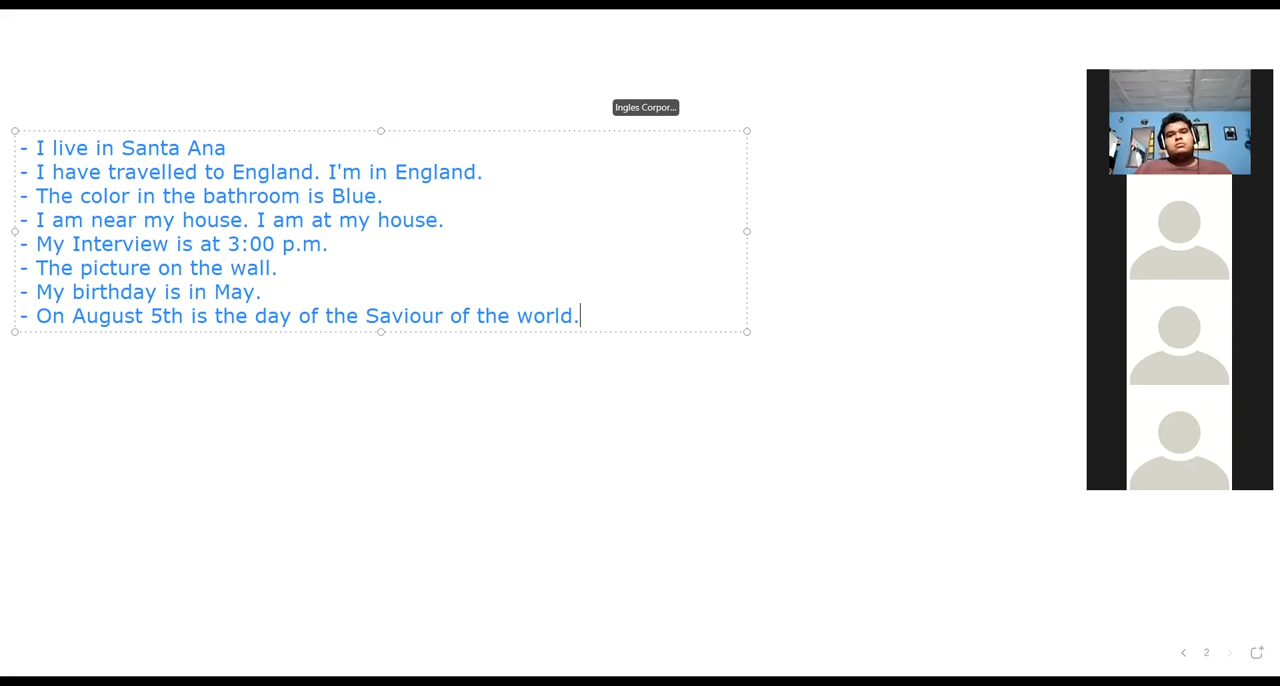 Ingles Corpor...
- I live in Santa Ana
- I have travelled to England. I'm in England.
- The color in the bathroom is Blue.
- I am near my house. I am at my house.
- My Interview is at 3:00 p.m.
- The picture on the wall.
- My birthday is in May.
- On August 5th is the day of the Saviour of the world.
2